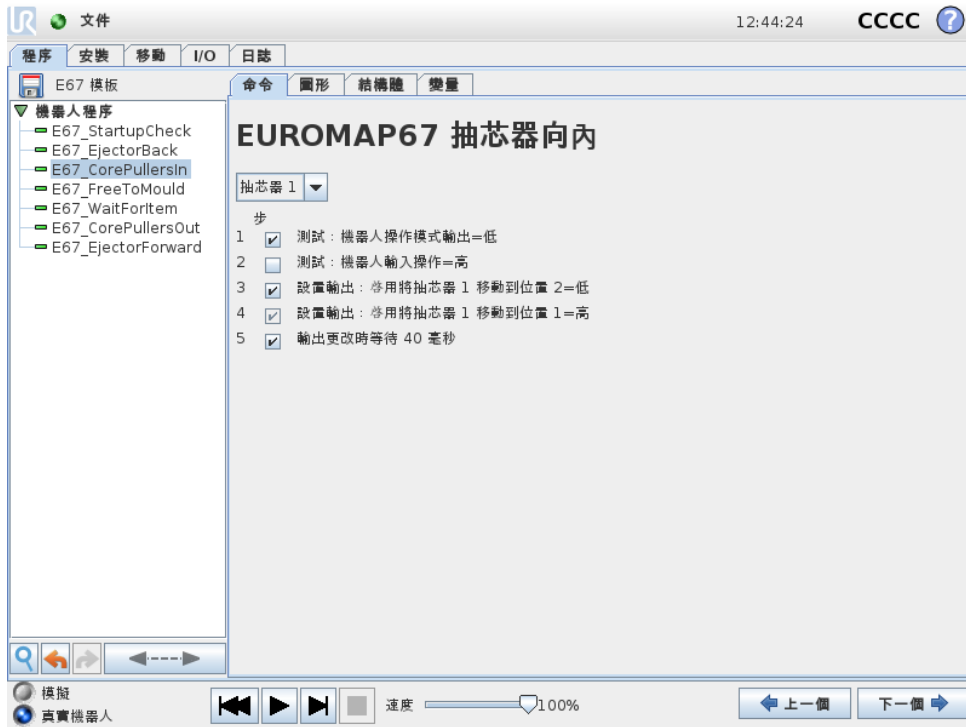 UR 文件 12:44:24 CCCC ?
程序 安裝 移動 I/O 日誌
E67 模板
命令 圖形 結構體 變量
機器人程序
E67_StartupCheck
E67_EjectorBack
E67_CorePullersIn
E67_FreeToMould
E67_WaitForItem
E67_CorePullersOut
E67_EjectorForward
EUROMAP67 抽芯器向內
抽芯器 1
步
1 測試：機器人操作模式輸出=低
2 測試：機器人輸入操作=高
3 設置輸出：啓用將抽芯器 1 移動到位置 2=低
4 設置輸出：啓用將抽芯器 1 移動到位置 1=高
5 輸出更改時等待 40 毫秒
模擬
真實機器人
速度 100%
上一個 下一個